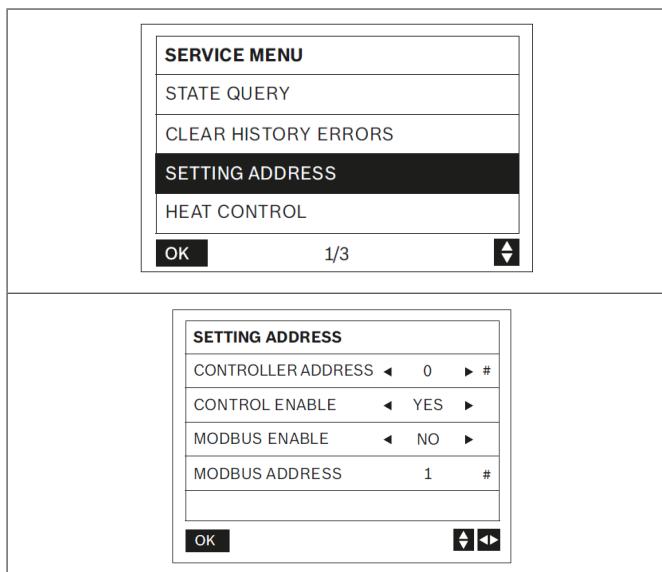 SERVICE MENU
STATE QUERY
CLEAR HISTORY ERRORS
SETTING ADDRESS
HEAT CONTROL
OK 1/3
SETTING ADDRESS
CONTROLLER ADDRESS ◄ 0 ► #
CONTROL ENABLE ◄ YES ►
MODBUS ENABLE ◄ NO ►
MODBUS ADDRESS 1 #
OK